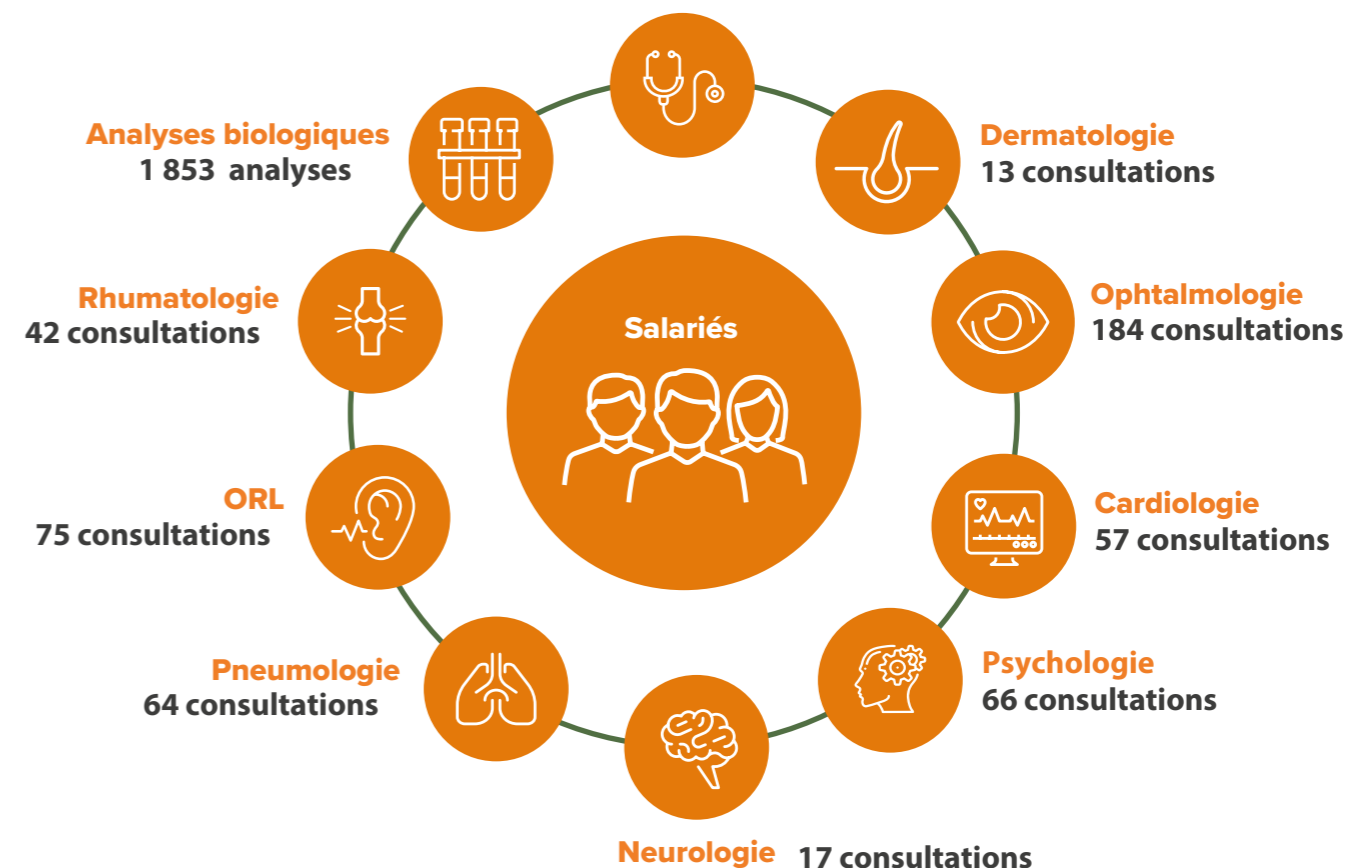 Analyses biologiques
1 853 analyses
Dermatologie
13 consultations
Rhumatologie
42 consultations
Salariés
Ophtalmologie
184 consultations
ORL
75 consultations
Cardiologie
57 consultations
Pneumologie
64 consultations
Psychologie
66 consultations
Neurologie 17 consultations